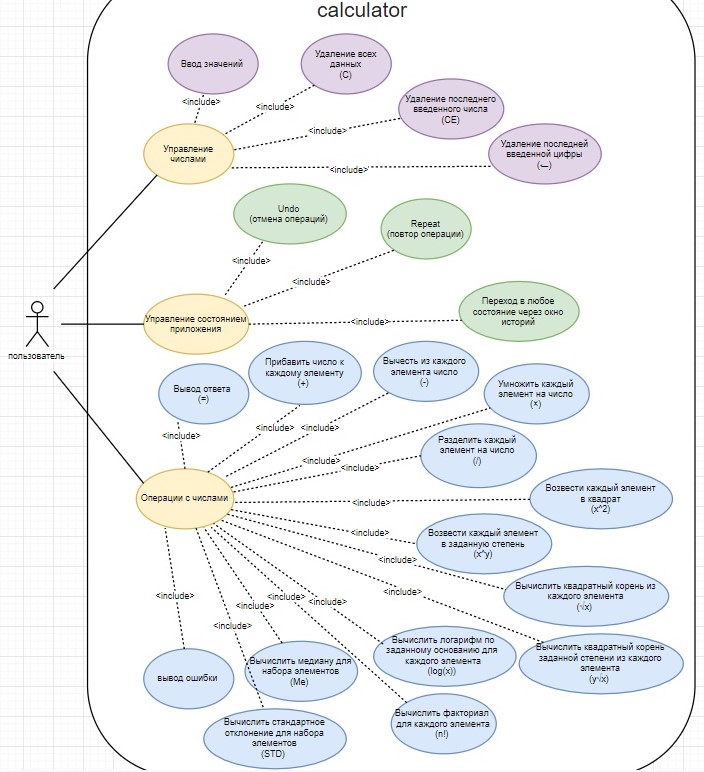 calculator
Ввод значений
Удаление всех
данных
(C)
<include>
<include>
Удаление последнего
введенного числа
(CE)
<include>
Управление
числами
Удаление последней
введенной цифры
(⌙)
<include>
Undo
(отмена операций)
Repeat
(повтор операции)
<include>
<include>
Переход в любое
состояние через окно
историй
Управление состоянием
приложения
<include>
пользователь
Вывод ответа
(=)
Прибавить число к
каждому элементу
(+)
Вычесть из каждого
элемента число
(-)
Умножить каждый
элемент на число
(×)
<include>
<include>
<include>
<include>
<include>
Разделить каждый
элемент на число
(/)
Операции с числами
<include>
Возвести каждый элемент
в квадрат
(x^2)
<include>
Возвести каждый элемент
в заданную степень
(x^y)
<include>
Вычислить квадратный корень из
каждого элемента
(√x)
<include>
<include>
<include>
<include>
<include>
<include>
вывод ошибки
Вычислить медиану для
набора элементов
(Me)
Вычислить логарифм по
заданному основанию для
каждого элемента
(log(x))
Вычислить квадратный корень
заданной степени из каждого
элемента
(y√x)
Вычислить стандартное
отклонение для набора
элементов
(STD)
Вычислить факториал
для каждого элемента
(n!)